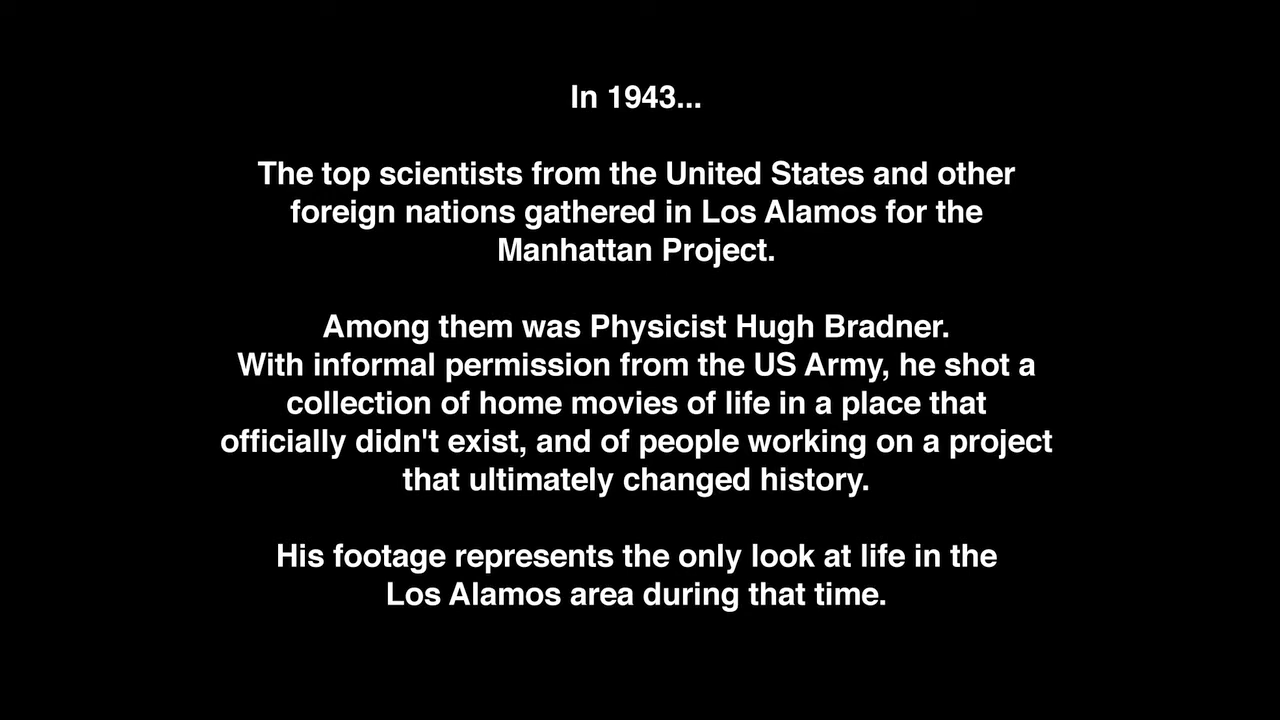 In 1943...
The top scientists from the United States and other
foreign nations gathered in Los Alamos for the
Manhattan Project.
Among them was Physicist Hugh Bradner.
With informal permission from the US Army, he shot a
collection of home movies of life in a place that
officially didn't exist, and of people working on a project
that ultimately changed history.
His footage represents the only look at life in the
Los Alamos area during that time.